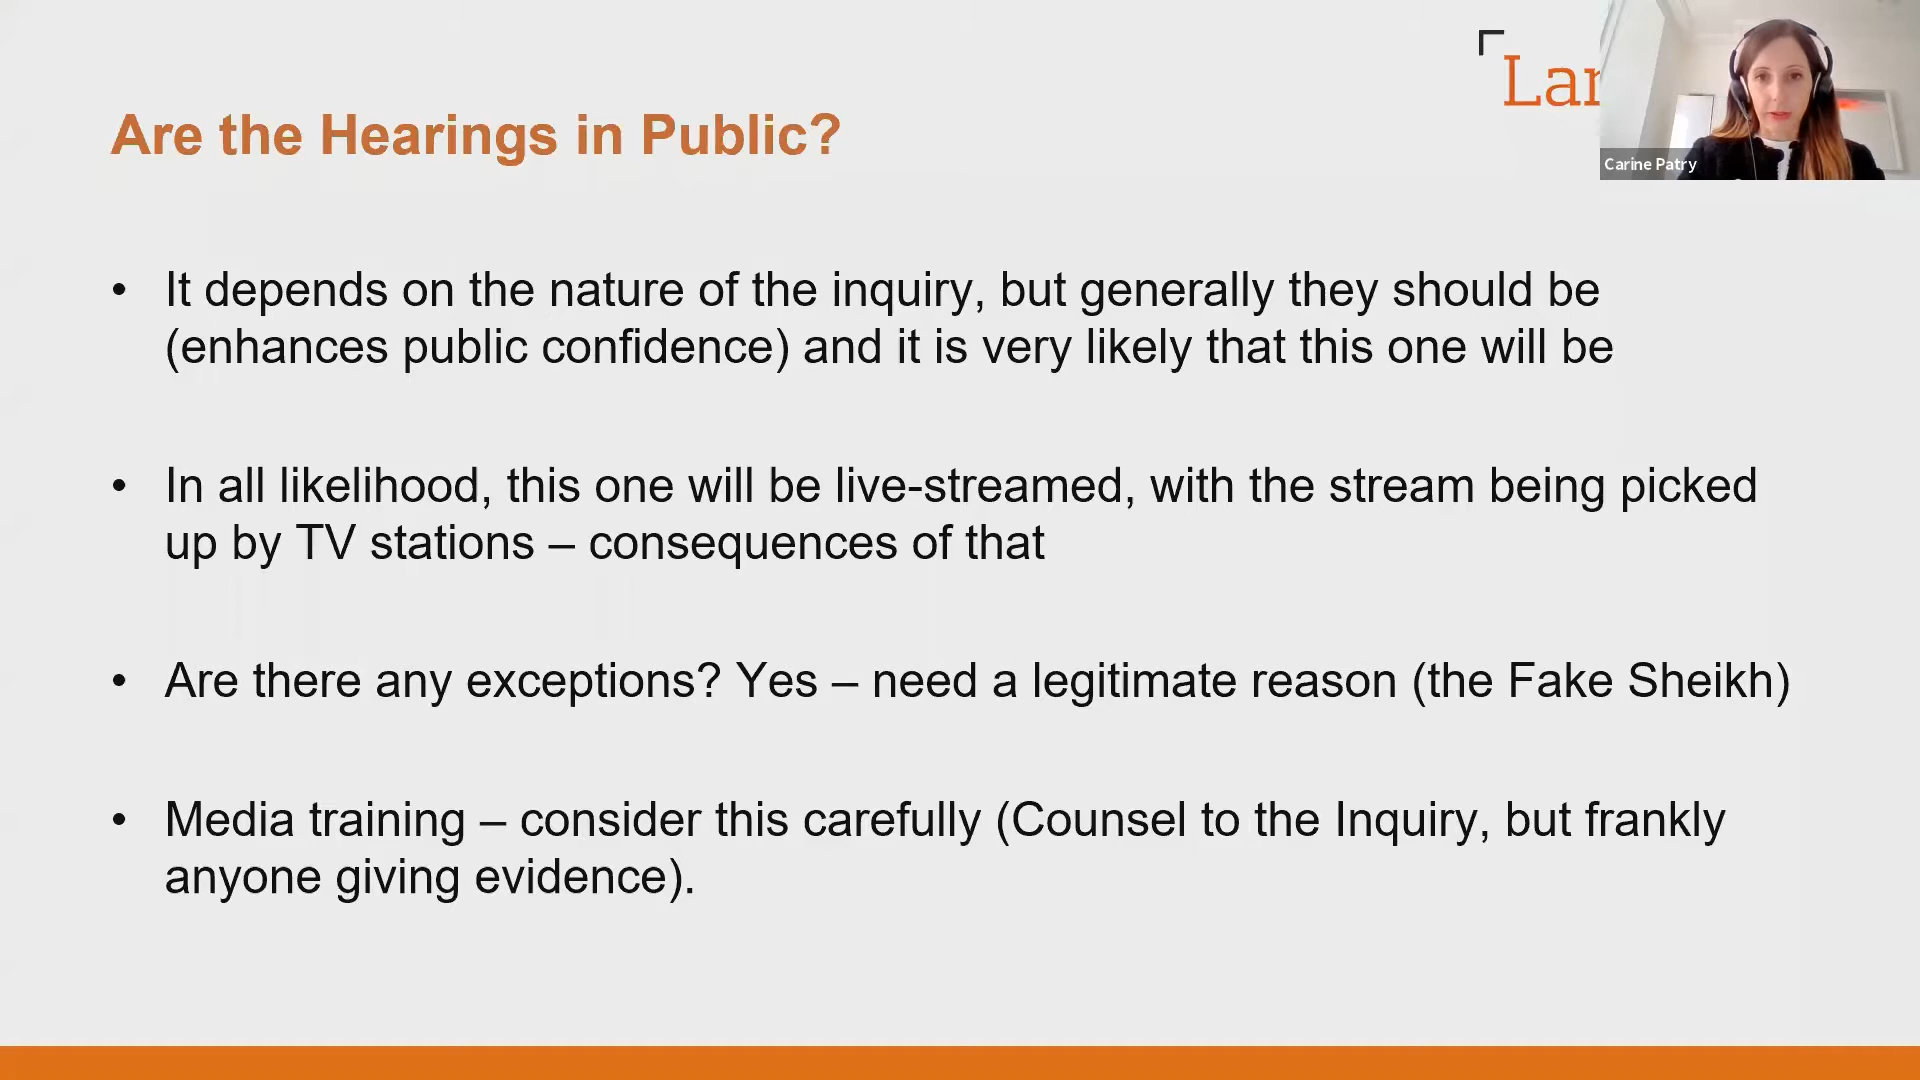 Lan
Carine Patry
Are the Hearings in Public?
• It depends on the nature of the inquiry, but generally they should be
(enhances public confidence) and it is very likely that this one will be
• In all likelihood, this one will be live-streamed, with the stream being picked
up by TV stations – consequences of that
• Are there any exceptions? Yes – need a legitimate reason (the Fake Sheikh)
• Media training – consider this carefully (Counsel to the Inquiry, but frankly
anyone giving evidence).